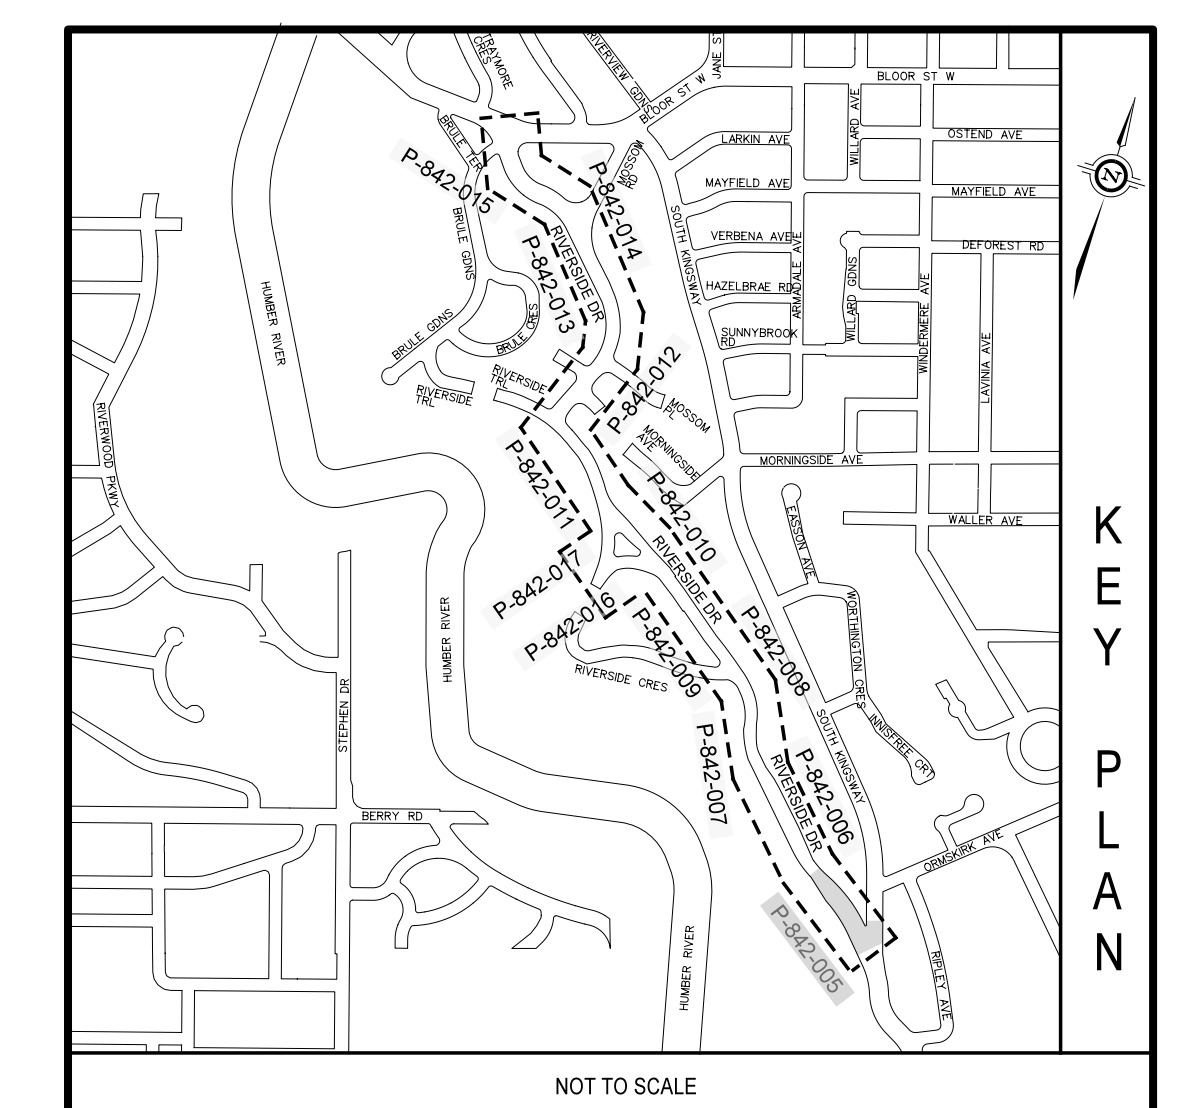 TRAYMORE
CRES
RIVERVIEW GDNS
JANE ST
BLOOR ST W
BLOOR ST W
BRULE TER
WILLARD AVE
LARKIN AVE
OSTEND AVE
P-842-015
MOSSOM
RD
P-842-014
MAYFIELD AVE
MAYFIELD AVE
N
BRULE GDNS
RIVERSIDE DR
SOUTH KINGSWAY
VERBENA AVE
ARMADALE AVE
DEFOREST RD
P-842-013
HUMBER RIVER
HAZELBRAE RD
WILLARD GDNS
WINDERMERE AVE
BRULE GDNS
BRULE CRES
SUNNYBROOK
RD
LAVINIA AVE
RIVERSIDE
TRL
RIVERSIDE
TRL
P-842-012
MOSSOM
PL
RIVERWOOD PKWY
MORNINGSIDE
AVE
MORNINGSIDE AVE
P-842-011
P-842-010
EASSON AVE
WALLER AVE
P-842-017
RIVERSIDE DR
P-842-016
HUMBER RIVER
P-842-009
P-842-008
WORTHINGTON CRES
RIVERSIDE CRES
STEPHEN DR
P-842-007
SOUTH KINGSWAY
INNISFREE CRT
RIVERSIDE DR
P-842-006
BERRY RD
ORMSKIRK AVE
P-842-005
HUMBER RIVER
RIPLEY AVE
KEY PLAN
NOT TO SCALE